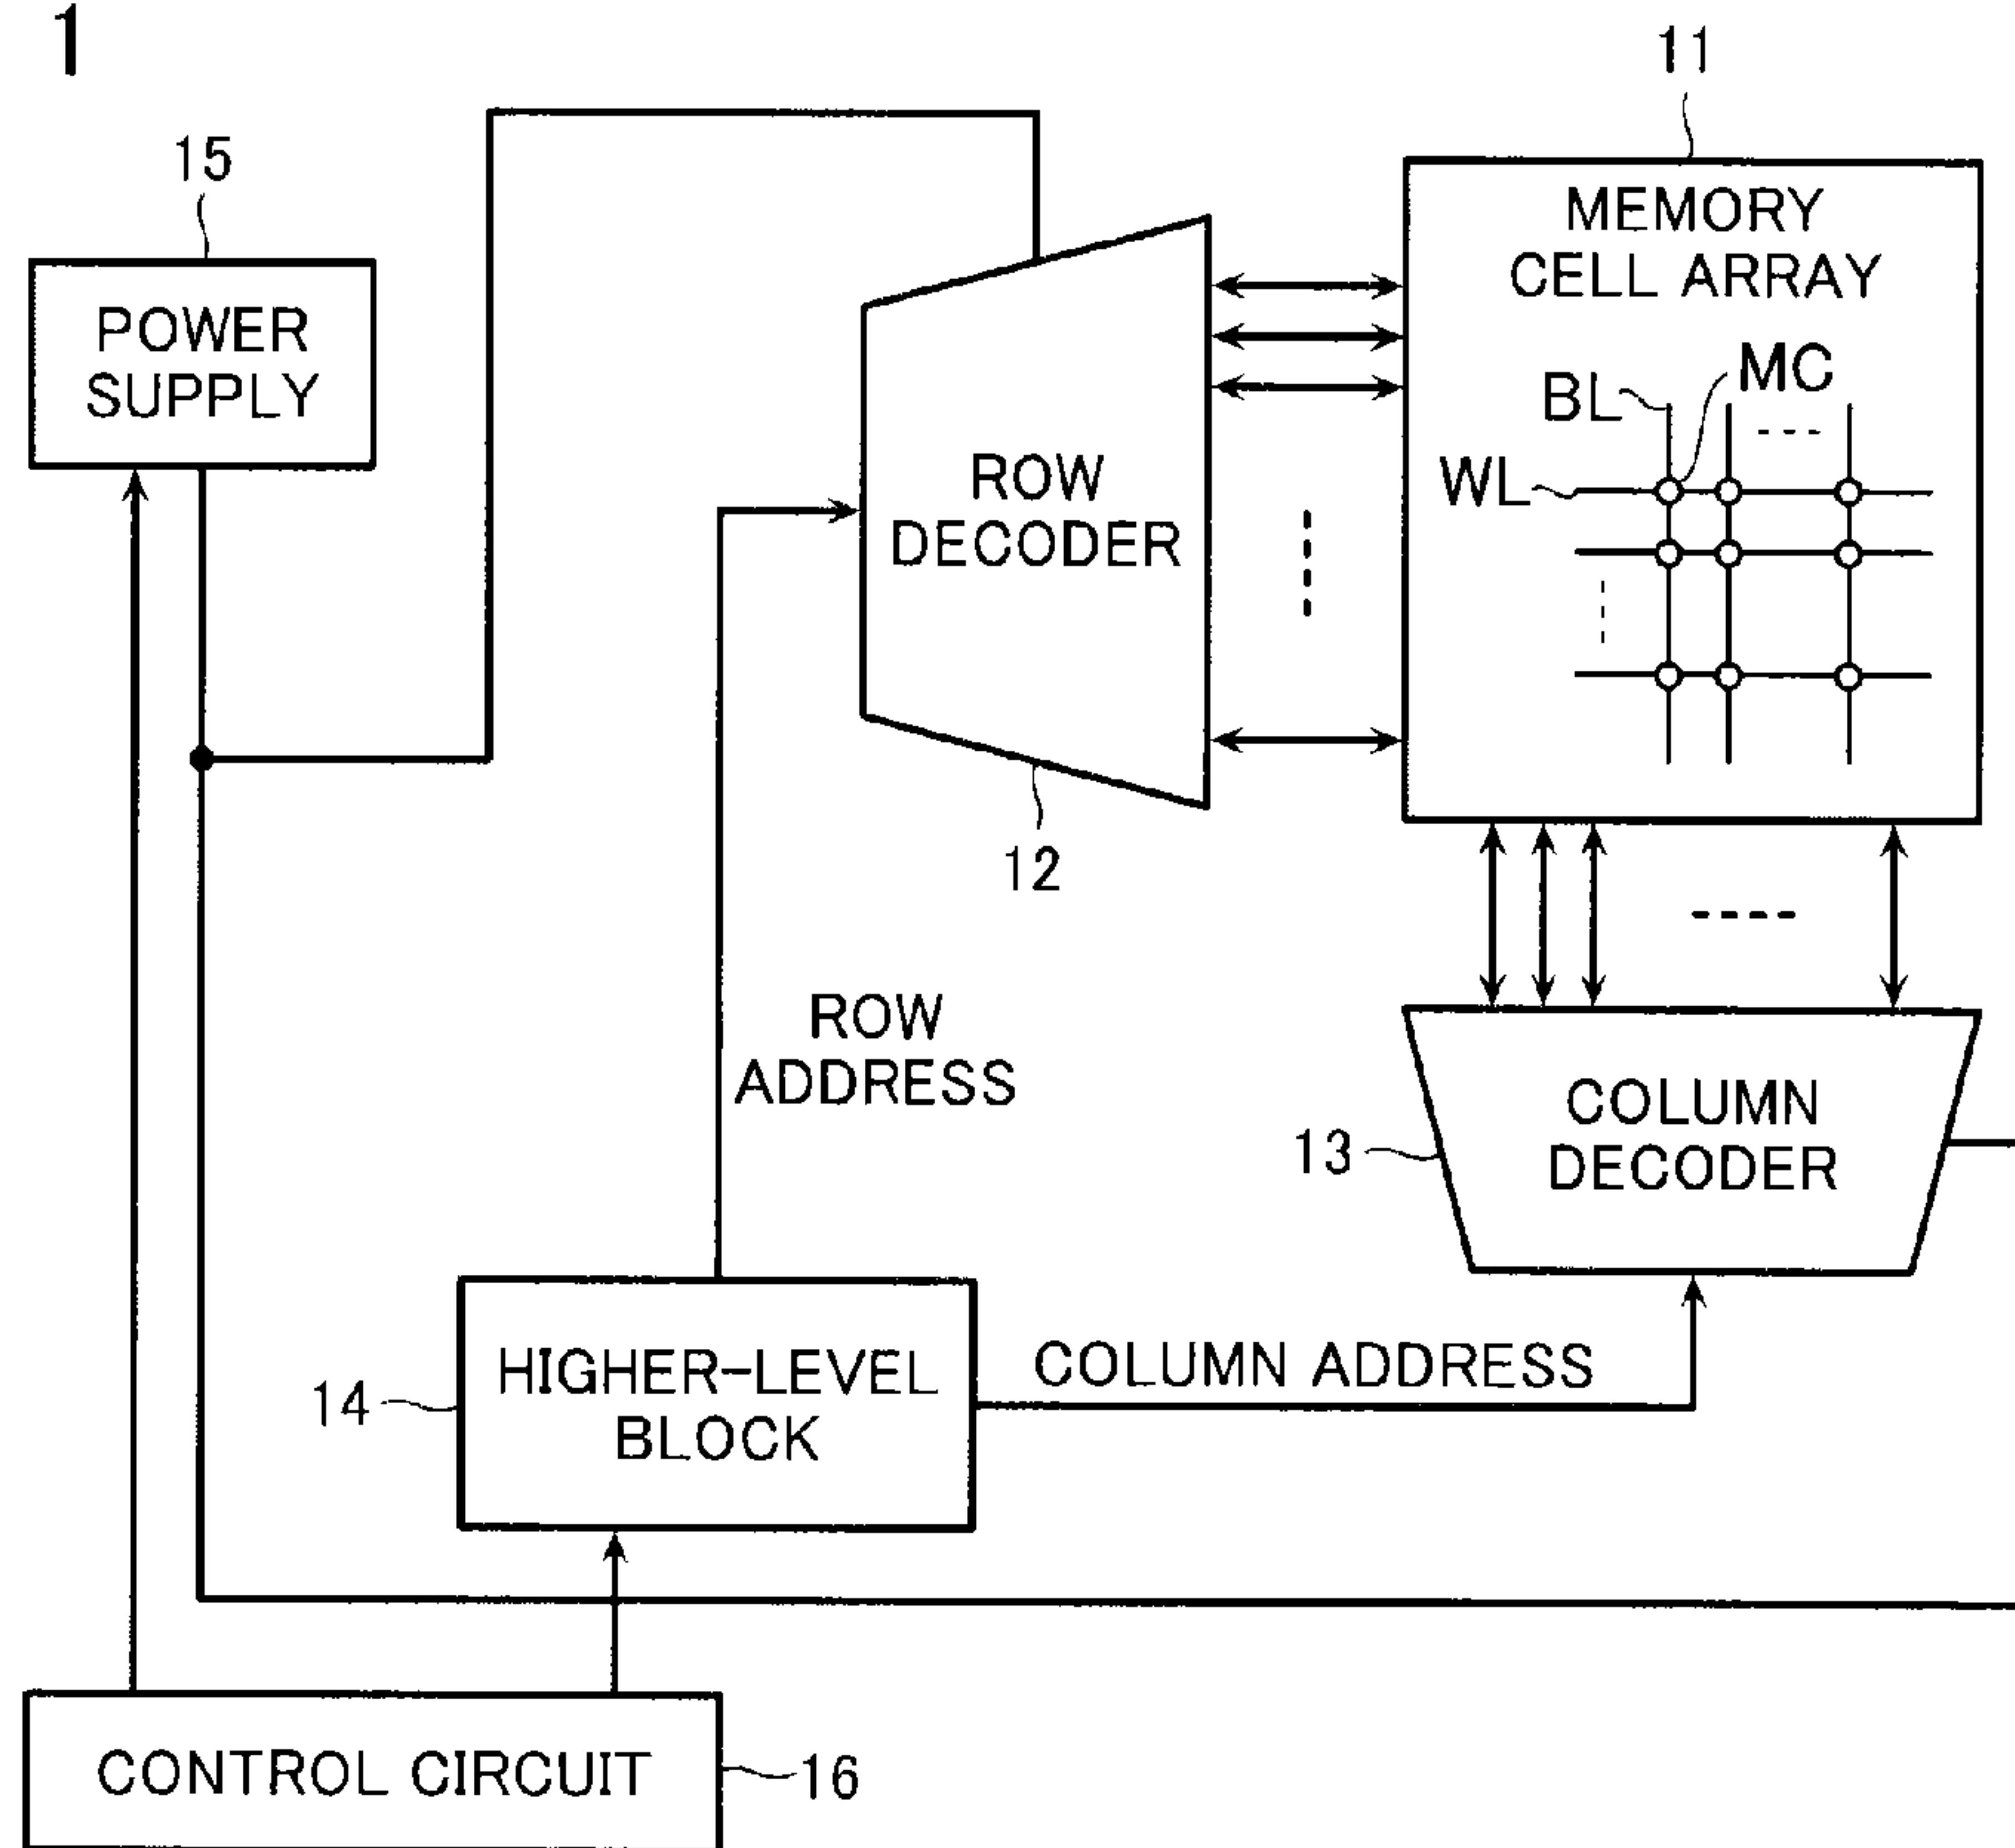 1
11
15
MEMORY
CELL ARRAY
POWER
SUPPLY
MC
BL
WL
ROW
DECODER
12
ROW
ADDRESS
COLUMN
DECODER
13
HIGHER-LEVEL
BLOCK
14
COLUMN ADDRESS
CONTROL CIRCUIT
16